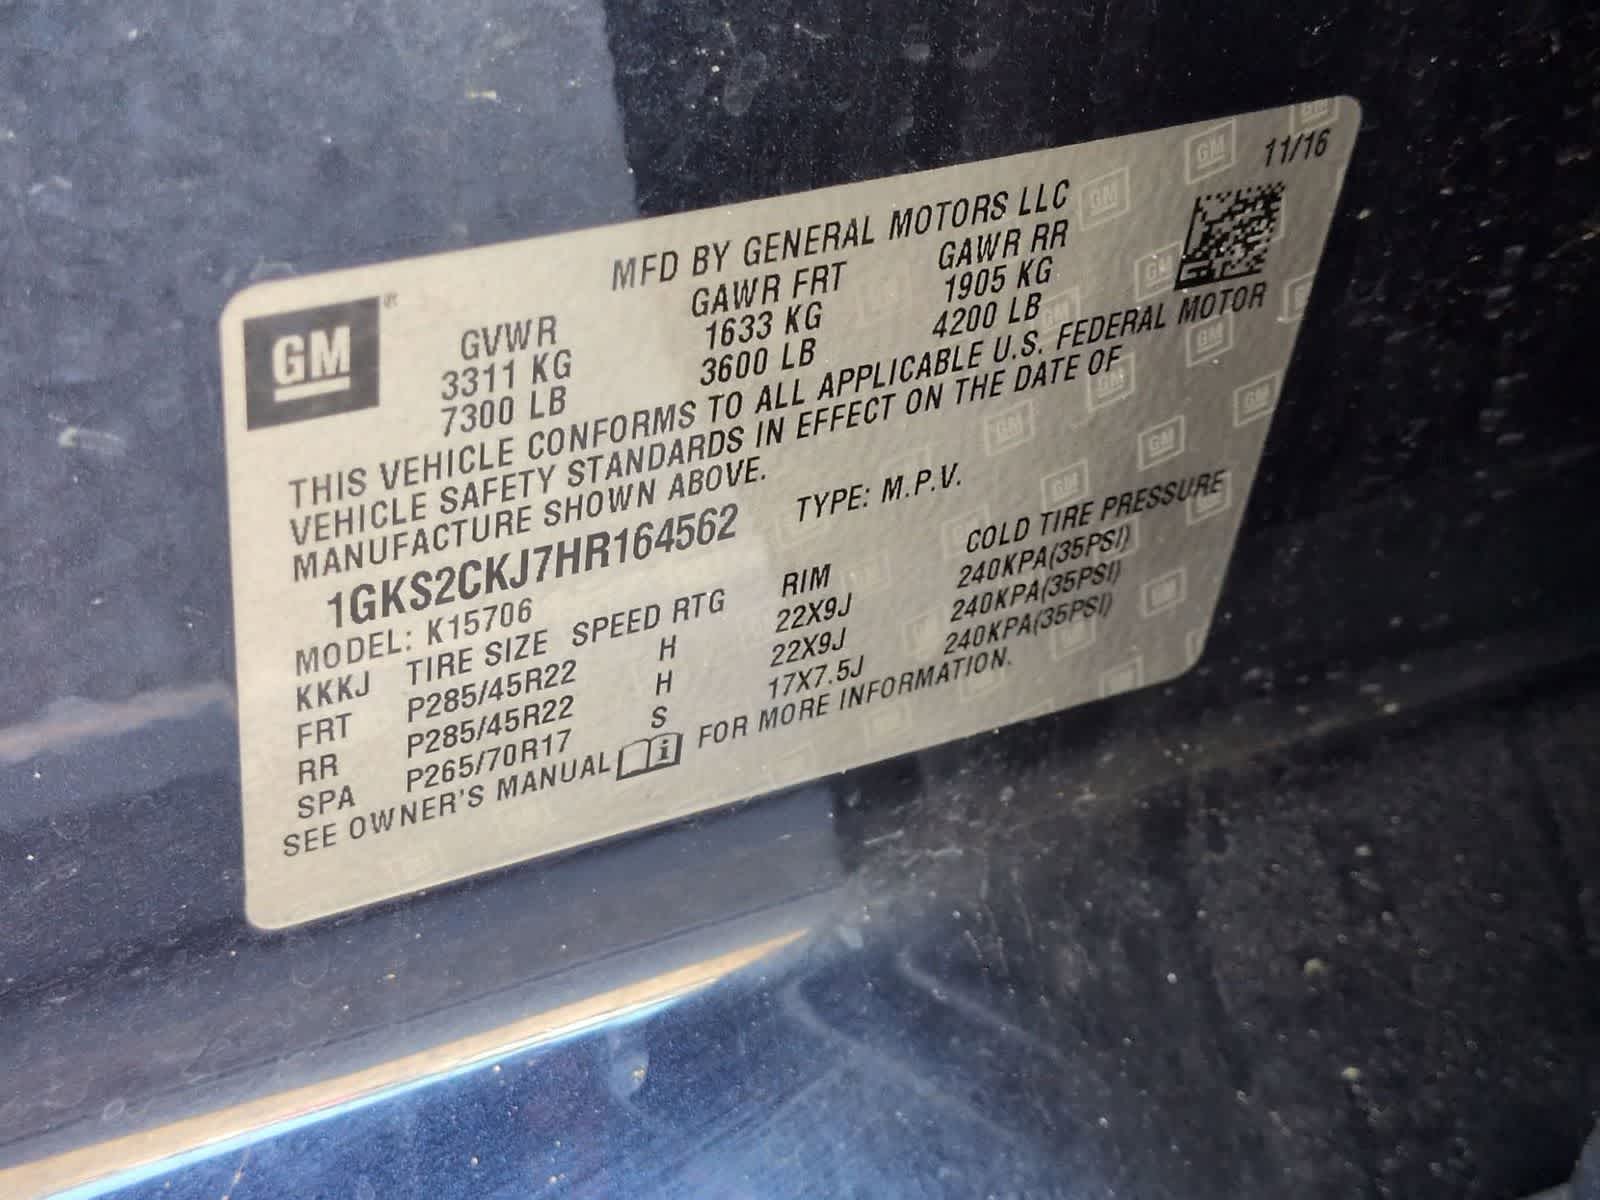 11/16
MFD BY GENERAL MOTORS LLC
GM®
GVWR GAWR FRT GAWR RR
3311 KG 1633 KG 1905 KG
7300 LB 3600 LB 4200 LB
THIS VEHICLE CONFORMS TO ALL APPLICABLE U.S. FEDERAL MOTOR
VEHICLE SAFETY STANDARDS IN EFFECT ON THE DATE OF
MANUFACTURE SHOWN ABOVE.
1GKS2CKJ7HR164562 TYPE: M.P.V.
MODEL: K15706
KKKJ TIRE SIZE SPEED RTG RIM COLD TIRE PRESSURE
FRT P285/45R22 H 22X9J 240KPA(35PSI)
RR P285/45R22 H 22X9J 240KPA(35PSI)
SPA P265/70R17 S 17X7.5J 240KPA(35PSI)
SEE OWNER'S MANUAL i FOR MORE INFORMATION.